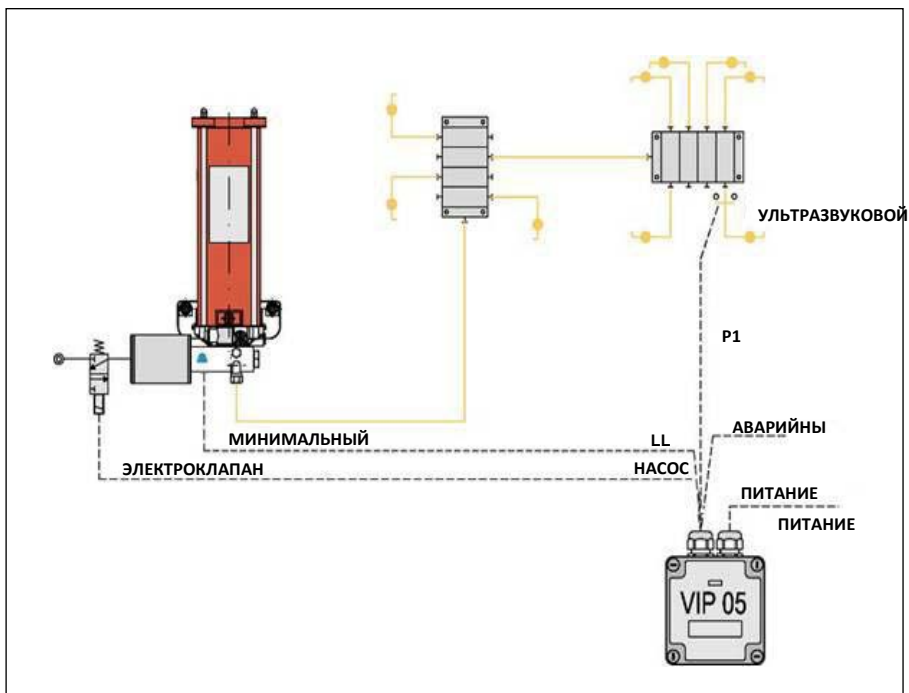 УЛЬТРАЗВУКОВОЙ
P1
АВАРИЙНЫ
МИНИМАЛЬНЫЙ
LL
ЭЛЕКТРОКЛАПАН
НАСОС
ПИТАНИЕ
ПИТАНИЕ
VIP 05